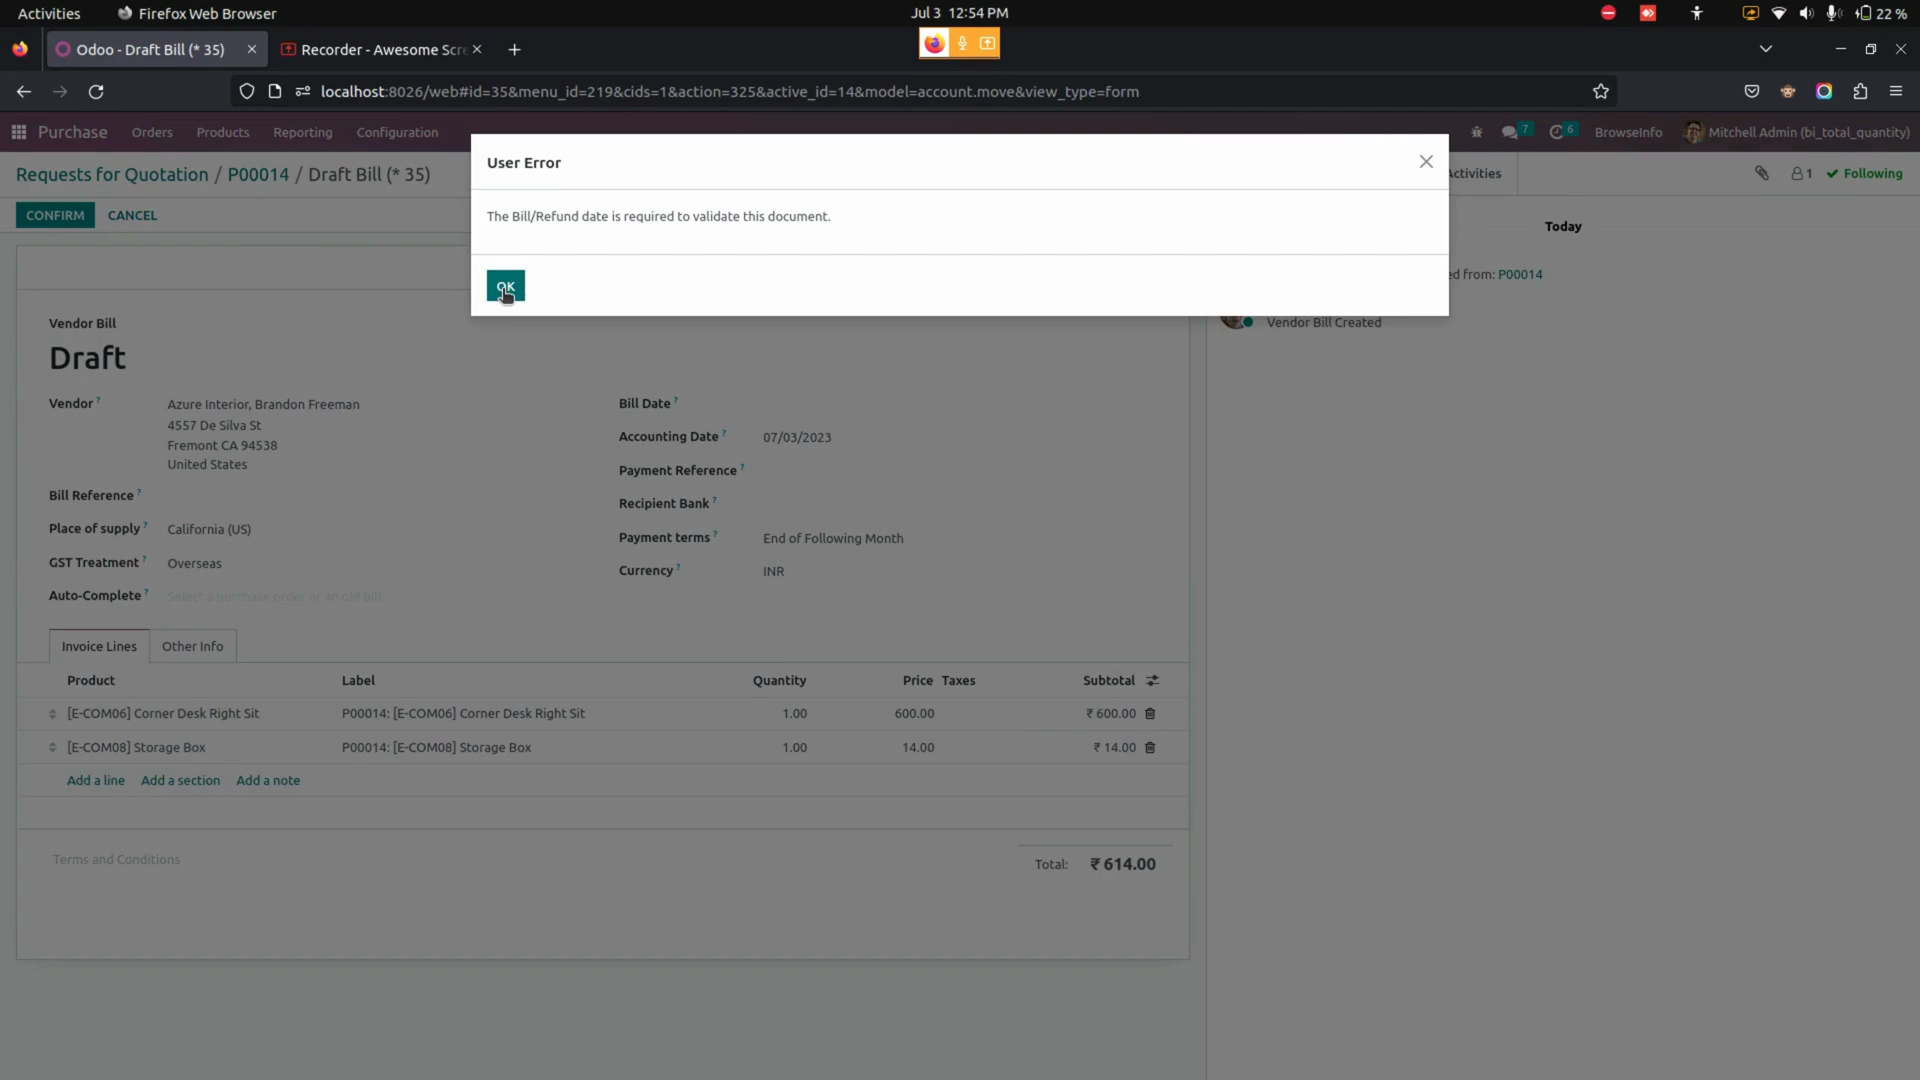 Activities Firefox Web Browser Jul 3 12:54 PM 22 %
Odoo - Draft Bill (* 35) Recorder - Awesome Scre
localhost:8026/web#id=35&menu_id=219&cids=1&action=325&active_id=14&model=account.move&view_type=form
Purchase Orders Products Reporting Configuration 7 6 BrowseInfo Mitchell Admin (bi_total_quantity)
User Error
Requests for Quotation / P00014 / Draft Bill (* 35) ctivities 1 Following
CONFIRM CANCEL
The Bill/Refund date is required to validate this document.
Today
OK
ed from: P00014
Vendor Bill
Vendor Bill Created
Draft
Vendor ? Azure Interior, Brandon Freeman
4557 De Silva St
Fremont CA 94538
United States
Bill Reference ?
Place of supply ? California (US)
GST Treatment ? Overseas
Auto-Complete ? Select a purchase order or an old bill
Bill Date ?
Accounting Date ? 07/03/2023
Payment Reference ?
Recipient Bank ?
Payment terms ? End of Following Month
Currency ? INR
Invoice Lines Other Info
Product Label Quantity Price Taxes Subtotal
[E-COM06] Corner Desk Right Sit P00014: [E-COM06] Corner Desk Right Sit 1.00 600.00 ₹ 600.00
[E-COM08] Storage Box P00014: [E-COM08] Storage Box 1.00 14.00 ₹ 14.00
Add a line Add a section Add a note
Terms and Conditions
Total: ₹ 614.00